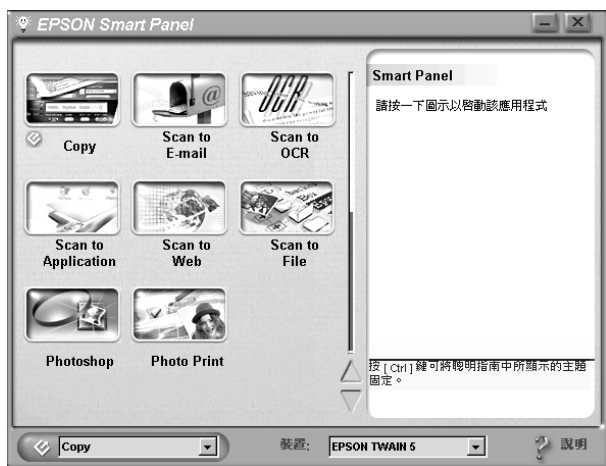 EPSON Smart Panel
Copy
Scan to
E-mail
Scan to
OCR
Scan to
Application
Scan to
Web
Scan to
File
Photoshop
Photo Print
Smart Panel
請按一下圖示以啓動該應用程式
按 [ Ctrl ] 鍵可將聰明指南中所顯示的主題
固定。
Copy
裝置:
EPSON TWAIN 5
說明